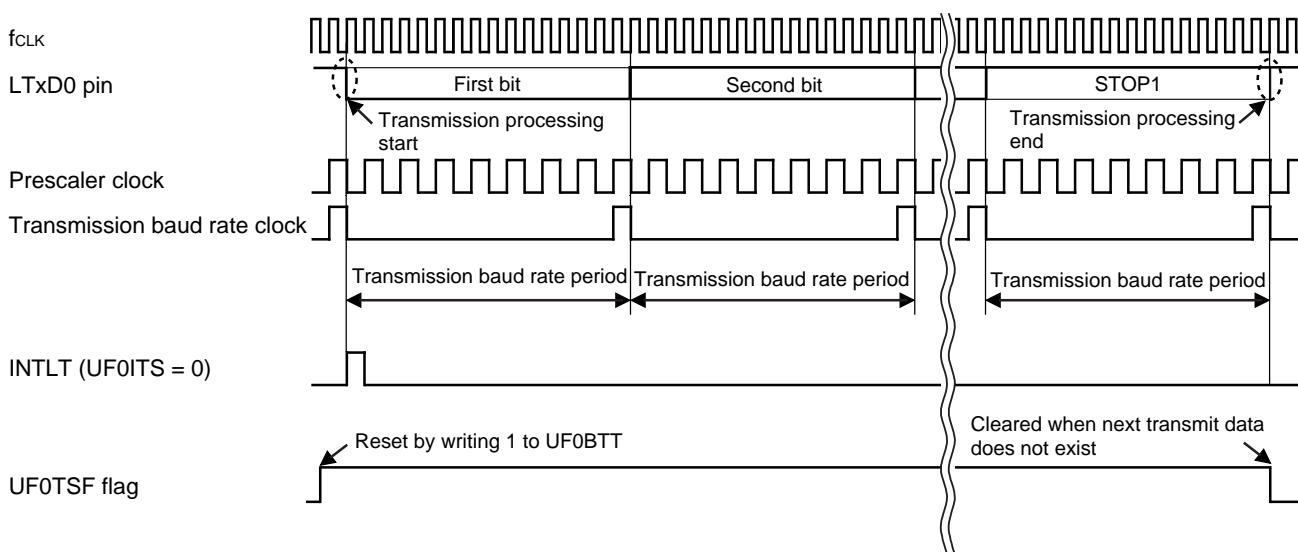 fCLK
LTxD0 pin
First bit
Second bit
STOP1
Transmission processing
start
Transmission processing
end
Prescaler clock
Transmission baud rate clock
Transmission baud rate period
Transmission baud rate period
Transmission baud rate period
INTLT (UF0ITS = 0)
Reset by writing 1 to UF0BTT
Cleared when next transmit data
does not exist
UF0TSF flag